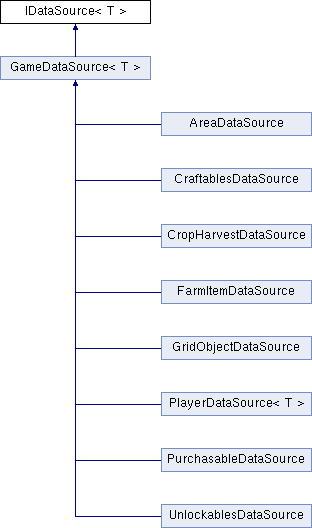 IDataSource< T >
GameDataSource< T >
AreaDataSource
CraftablesDataSource
CropHarvestDataSource
FarmItemDataSource
GridObjectDataSource
PlayerDataSource< T >
PurchasableDataSource
UnlockablesDataSource